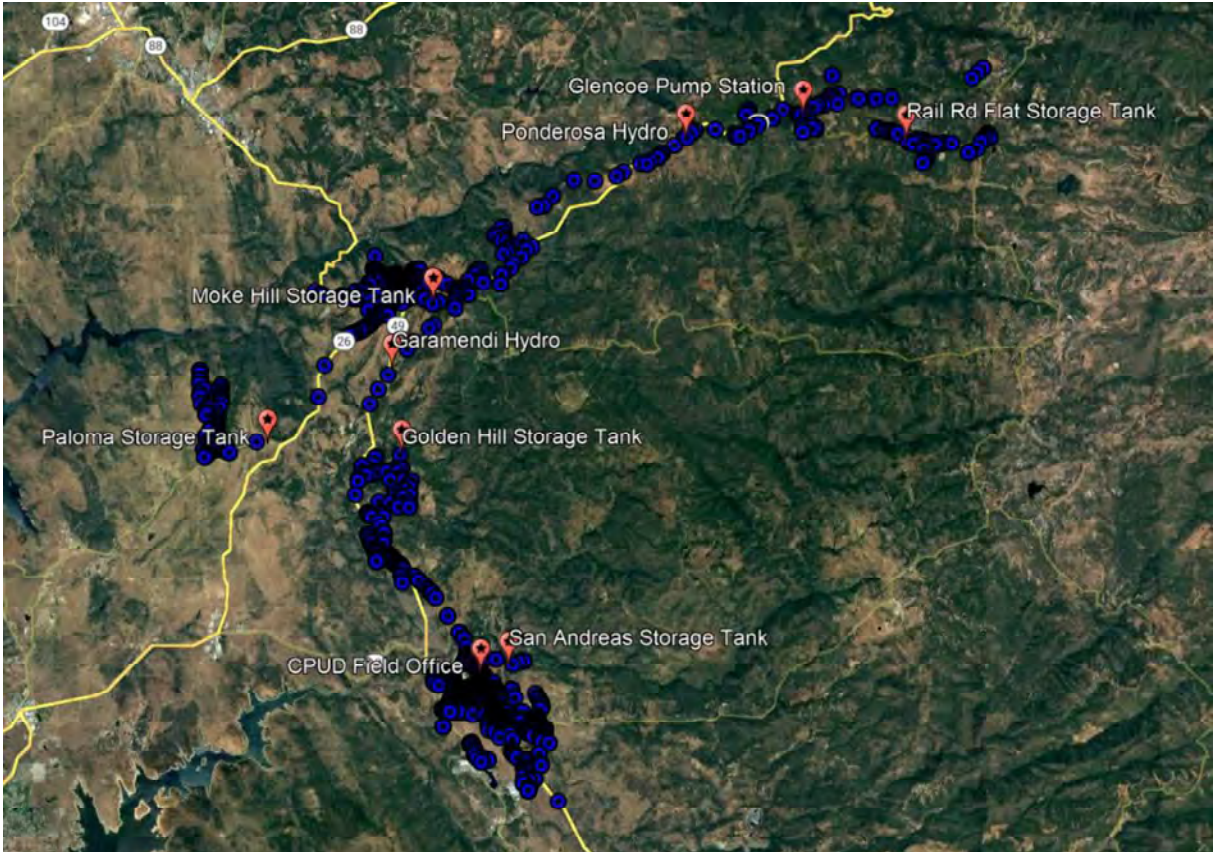 104
88
88
Glencoe Pump Station
Rail Rd Flat Storage Tank
Ponderosa Hydro
Moke Hill Storage Tank
49
26
Garamendi Hydro
Paloma Storage Tank
Golden Hill Storage Tank
San Andreas Storage Tank
CPUD Field Office